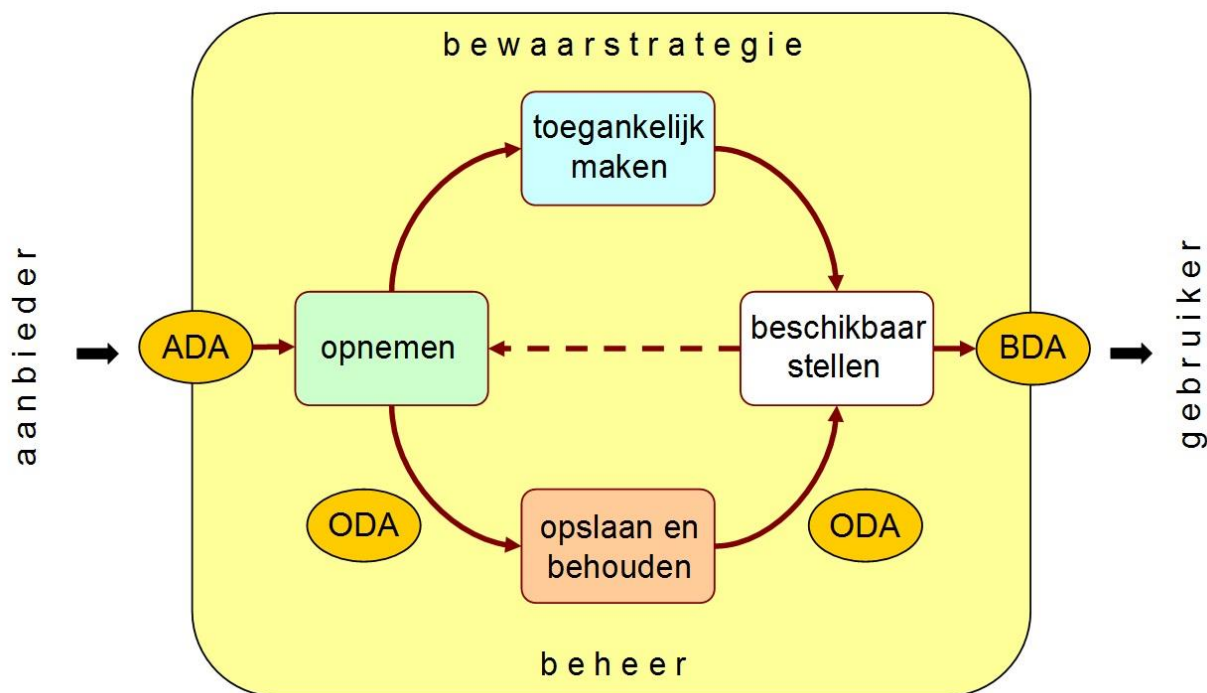 bewaarstrategie
toegankelijk
maken
aanbieder
ADA
opnemen
beschikbaar
stellen
BDA
gebruiker
ODA
opslaan en
behouden
ODA
beheer